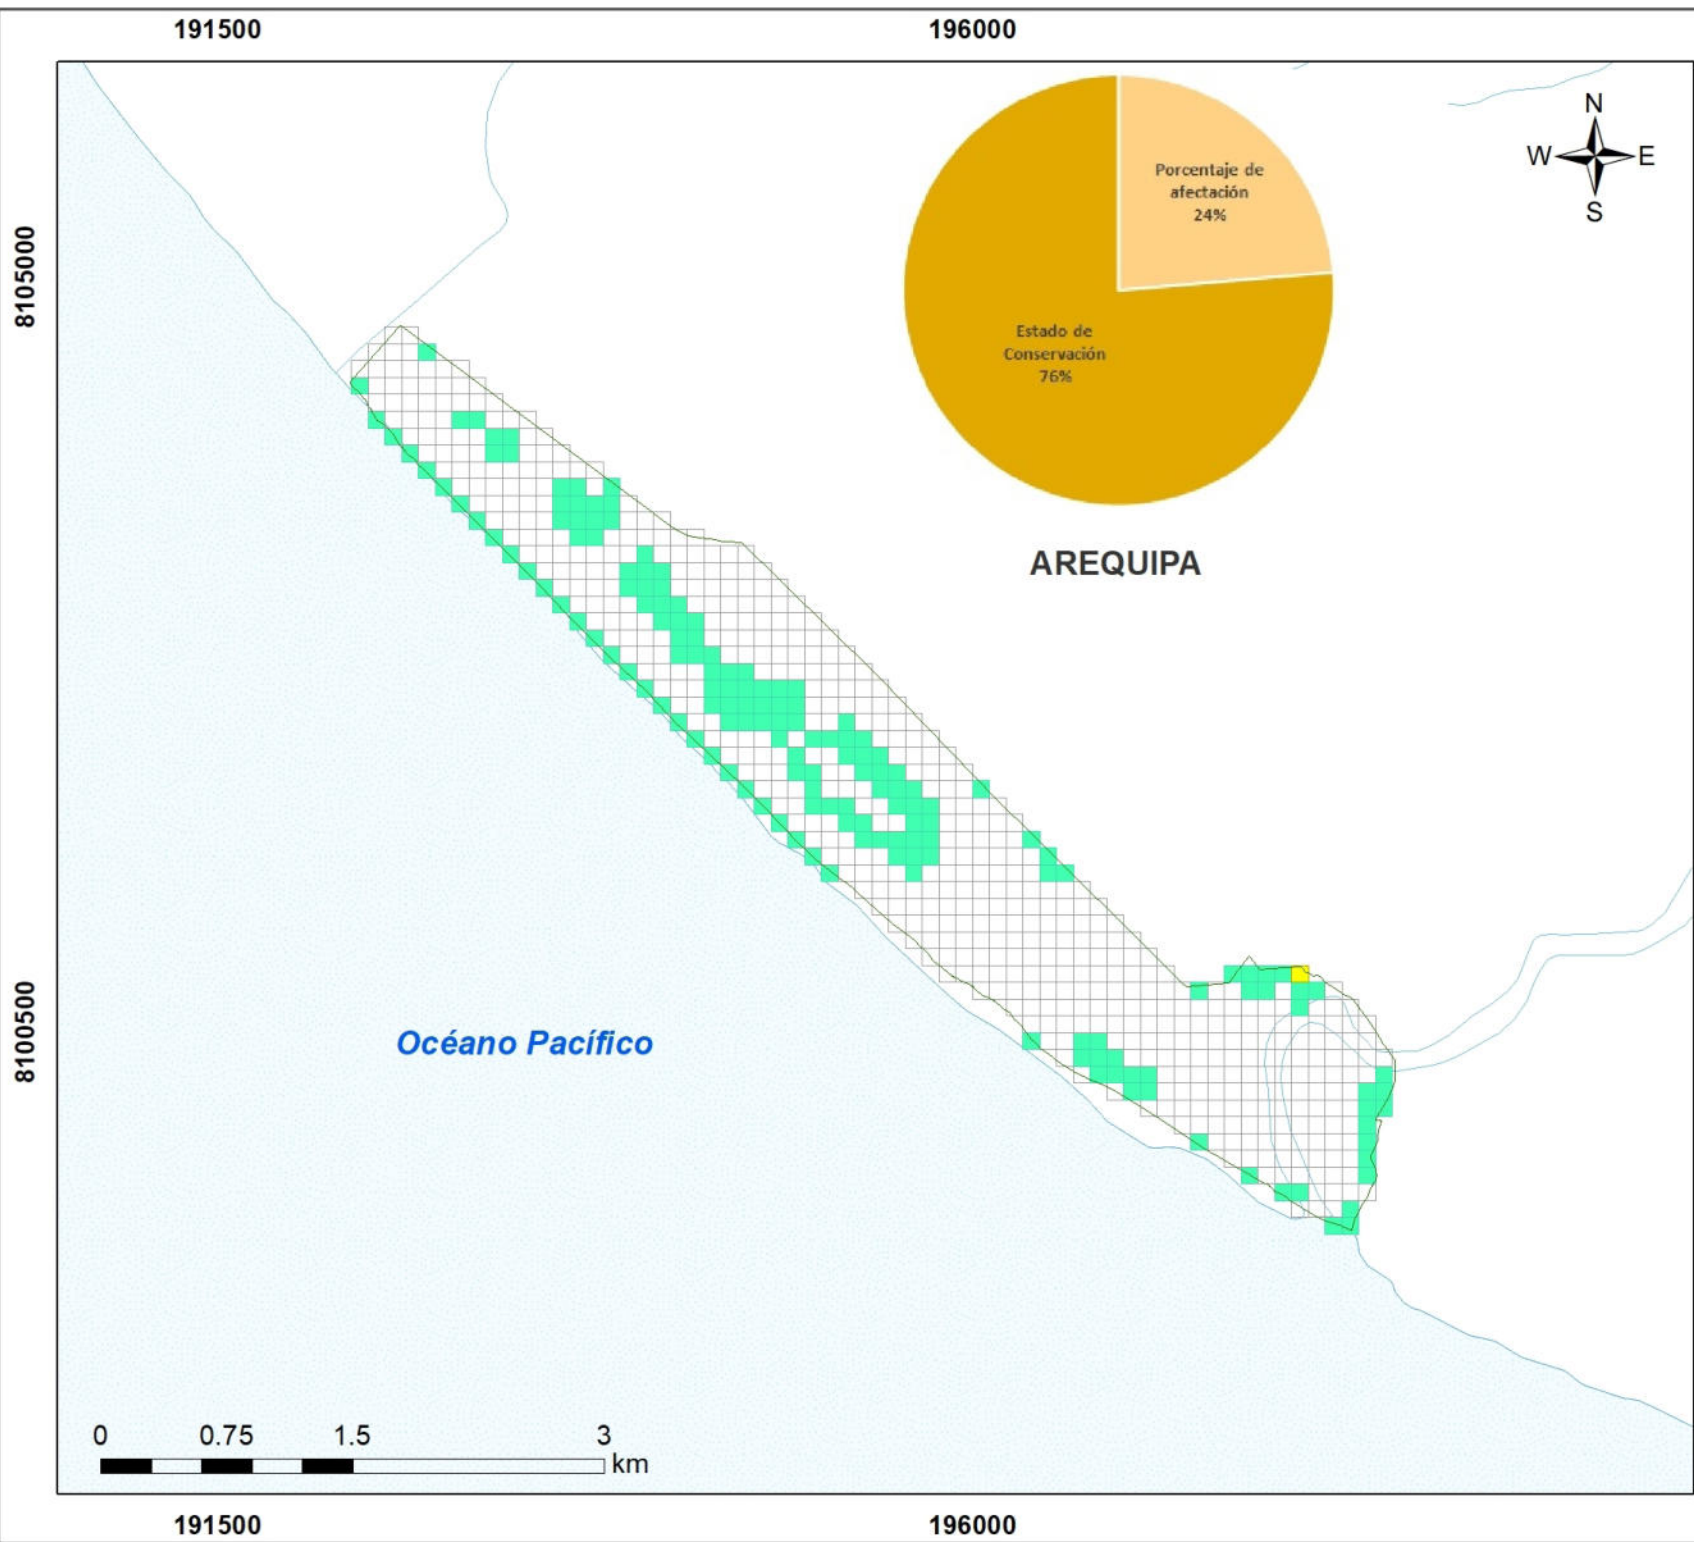 191500 196000
N
W E
S
8105000
Porcentaje de
afectación
24%
Estado de
Conservación
76%
AREQUIPA
8100500
Océano Pacífico
0 0.75 1.5 3
km
191500 196000